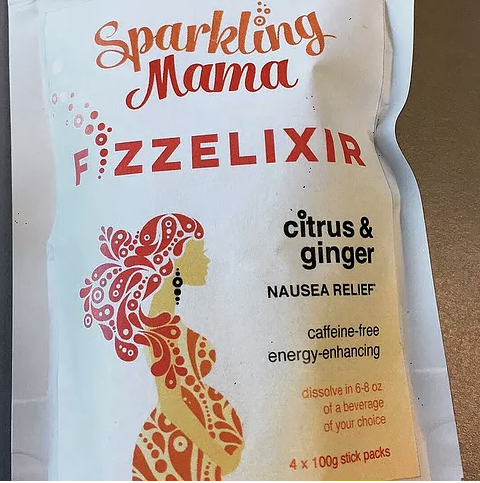 Sparkling
Mama
FIZZELIXIR
citrus &
ginger
NAUSEA RELIEF
caffeine-free
energy-enhancing
dissolve in 6-8 oz
of a beverage
of your choice
4 x 100g stick packs